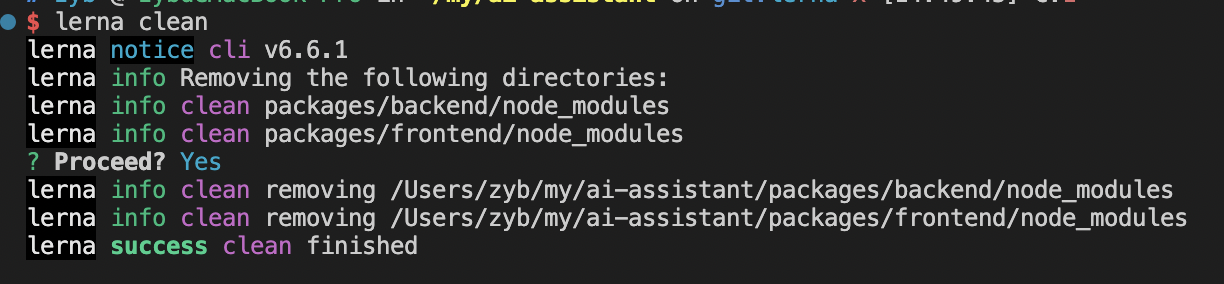 $ lerna clean
lerna notice cli v6.6.1
lerna info Removing the following directories:
lerna info clean packages/backend/node_modules
lerna info clean packages/frontend/node_modules
? Proceed? Yes
lerna info clean removing /Users/zyb/my/ai-assistant/packages/backend/node_modules
lerna info clean removing /Users/zyb/my/ai-assistant/packages/frontend/node_modules
lerna success clean finished